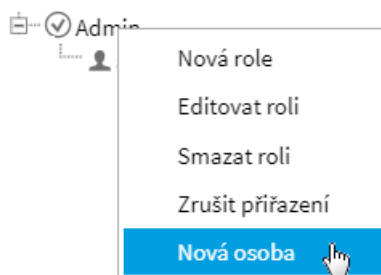 Admin
Nová role
Editovat roli
Smazat roli
Zrušit přiřazení
Nová osoba